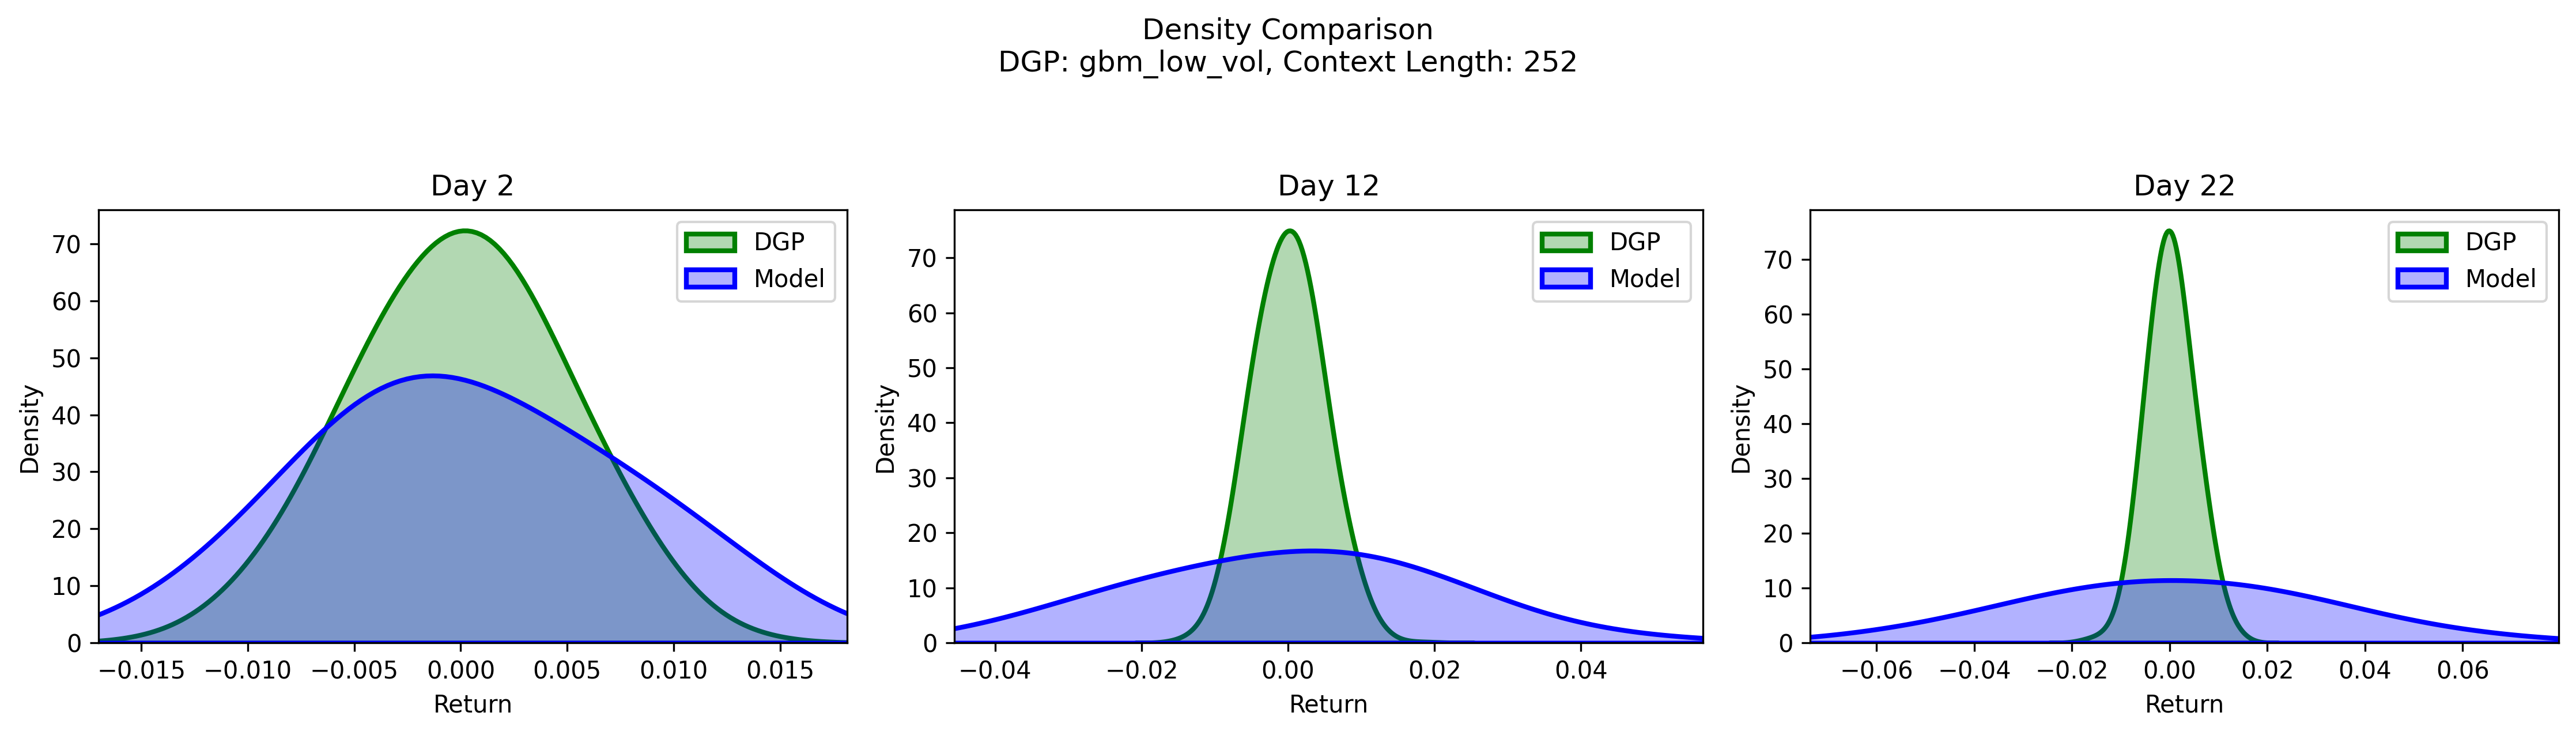 Density Comparison
DGP: gbm_low_vol, Context Length: 252
Day 2
Density
70
60
50
40
30
20
10
0
DGP
Model
−0.015 −0.010 −0.005 0.000 0.005 0.010 0.015
Return
Day 12
Density
70
60
50
40
30
20
10
0
DGP
Model
−0.04 −0.02 0.00 0.02 0.04
Return
Day 22
Density
70
60
50
40
30
20
10
0
DGP
Model
−0.06 −0.04 −0.02 0.00 0.02 0.04 0.06
Return